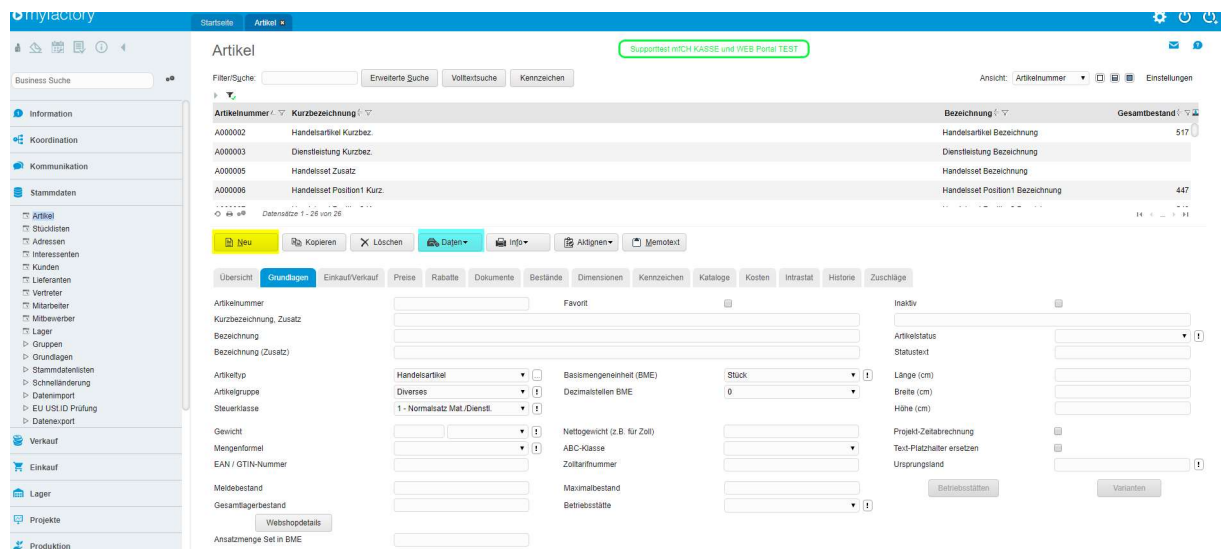 myfactory
Startseite Artikel
Artikel
Supporttest mfCH KASSE und WEB Portal TEST
Business Suche
Filter/Suche: Erweiterte Suche Volltextsuche Kennzeichen Ansicht: Artikelnummer Einstellungen
Artikelnummer Kurzbezeichnung Bezeichnung Gesamtbestand
A000002 Handelsartikel Kurzbez. Handelsartikel Bezeichnung 517
A000003 Dienstleistung Kurzbez. Dienstleistung Bezeichnung
A000005 Handelsset Zusatz Handelsset Bezeichnung
A000006 Handelsset Position1 Kurz. Handelsset Position1 Bezeichnung 447
Datensätze 1 - 26 von 26
Information
Koordination
Kommunikation
Stammdaten
Artikel
Stücklisten
Adressen
Interessenten
Kunden
Lieferanten
Vertreter
Mitarbeiter
Mitbewerber
Lager
Gruppen
Grundlagen
Stammdatenlisten
Schnelländerung
Datenimport
EU USt.ID Prüfung
Datenexport
Verkauf
Einkauf
Lager
Projekte
Produktion
Neu Kopieren Löschen Daten Info Aktionen Memotext
Übersicht Grundlagen Einkauf/Verkauf Preise Rabatte Dokumente Bestände Dimensionen Kennzeichen Kataloge Kosten Intrastat Historie Zuschläge
Artikelnummer Favorit Inaktiv
Kurzbezeichnung, Zusatz
Bezeichnung Artikelstatus
Bezeichnung (Zusatz) Statustext
Artikeltyp Handelsartikel Basismengeneinheit (BME) Stück Länge (cm)
Artikelgruppe Diverses Dezimalstellen BME 0 Breite (cm)
Steuerklasse 1 - Normalsatz Mat./Dienstl. Höhe (cm)
Gewicht Nettogewicht (z.B. für Zoll) Projekt-Zeitabrechnung
Mengenformel ABC-Klasse Text-Platzhalter ersetzen
EAN / GTIN-Nummer Zolltarifnummer Ursprungsland
Meldebestand Maximalbestand Betriebsstätten Varianten
Gesamtlagerbestand Betriebsstätte
Webshopdetails
Ansatzmenge Set in BME